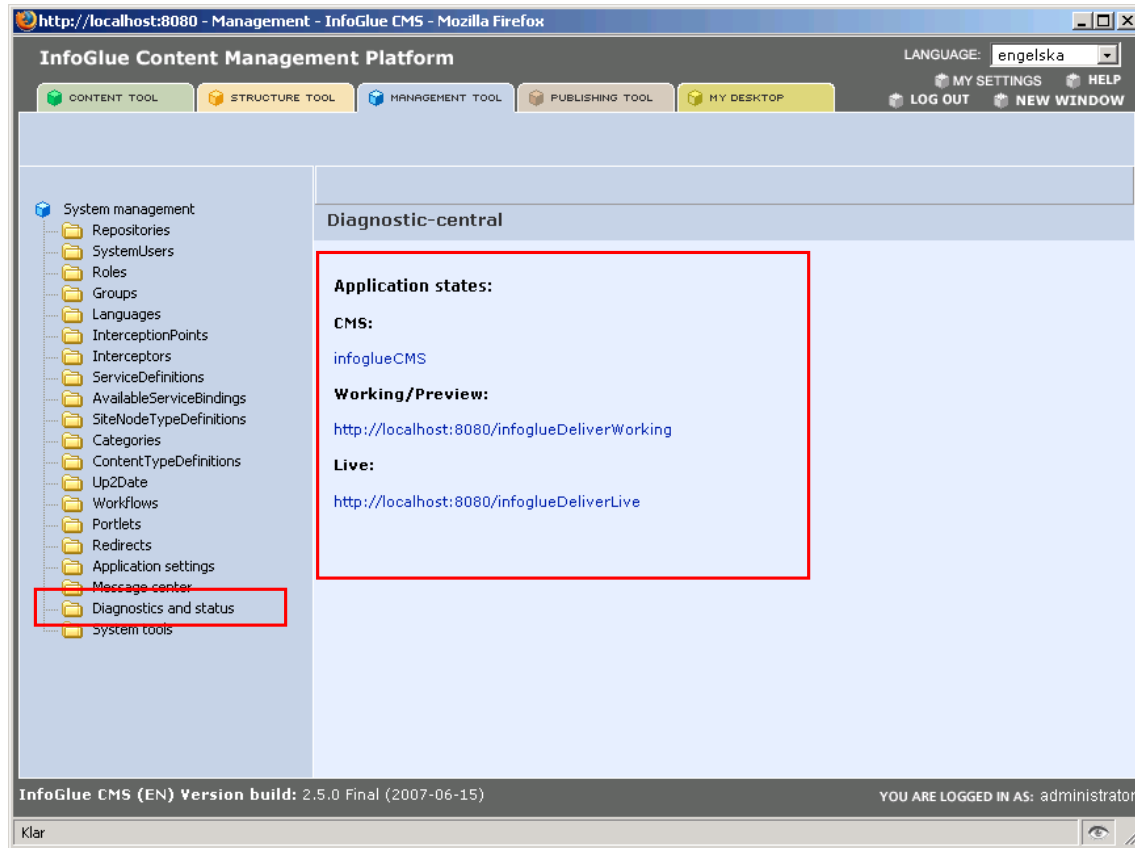 http://localhost:8080 - Management - InfoGlue CMS - Mozilla Firefox
InfoGlue Content Management Platform
LANGUAGE: engelska
MY SETTINGS HELP
CONTENT TOOL STRUCTURE TOOL MANAGEMENT TOOL PUBLISHING TOOL MY DESKTOP
LOG OUT NEW WINDOW
System management
Repositories
SystemUsers
Roles
Groups
Languages
InterceptionPoints
Interceptors
ServiceDefinitions
AvailableServiceBindings
SiteNodeTypeDefinitions
Categories
ContentTypeDefinitions
Up2Date
Workflows
Portlets
Redirects
Application settings
Message center
Diagnostics and status
System tools
Diagnostic-central
Application states:
CMS:
infoglueCMS
Working/Preview:
http://localhost:8080/infoglueDeliverWorking
Live:
http://localhost:8080/infoglueDeliverLive
InfoGlue CMS (EN) Version build: 2.5.0 Final (2007-06-15)
YOU ARE LOGGED IN AS: administrator
Klar